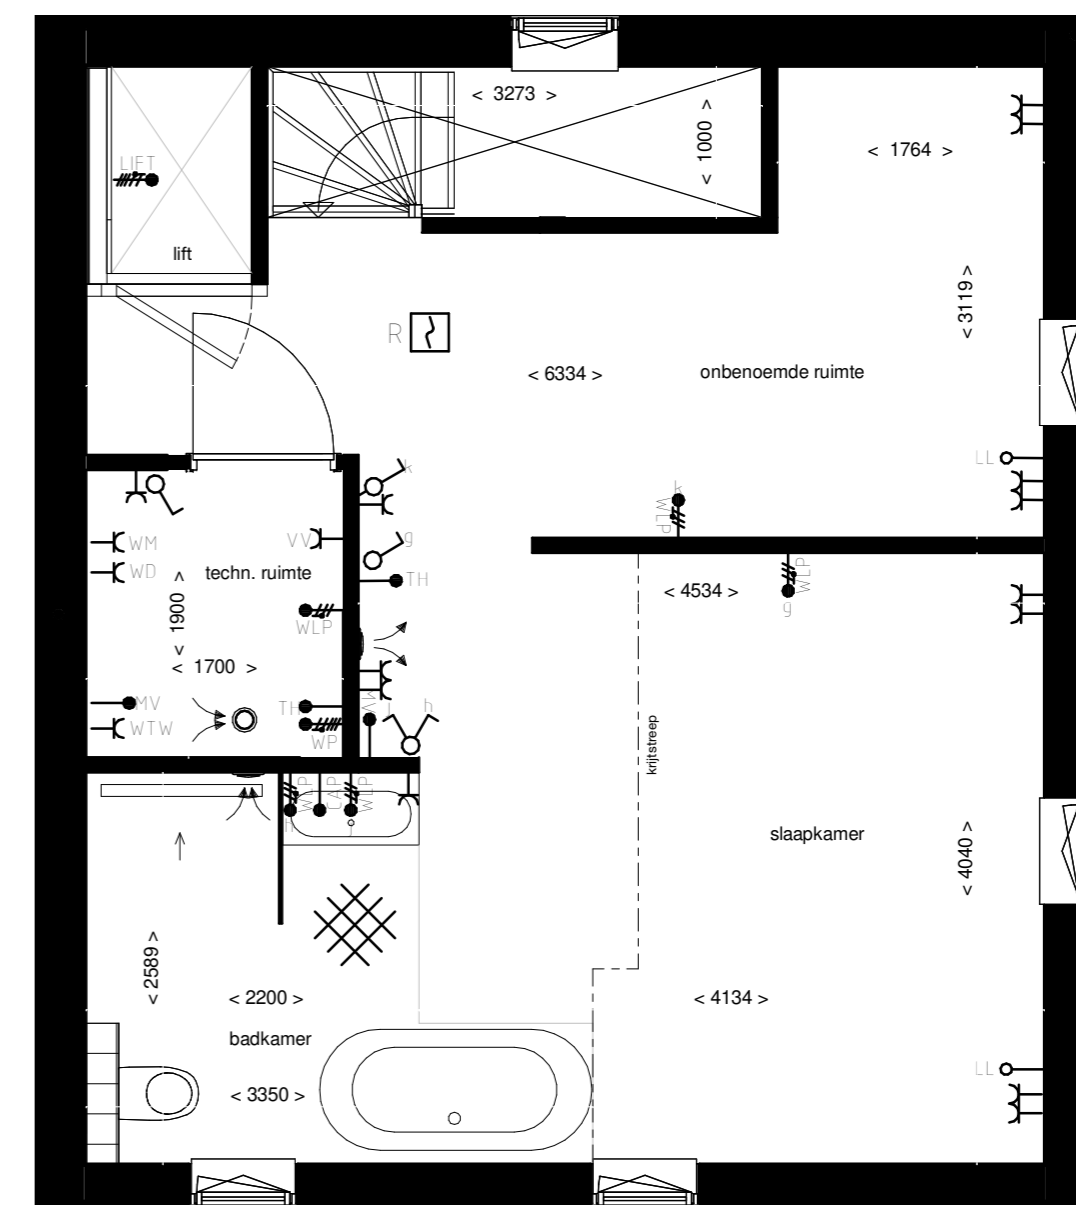 < 3273 >
< 1000 >
< 1764 >
LIFT
lift
< 3119 >
R
< 6334 >
onbenoemde ruimte
k
LL
k
WLP
WM
VV
g
WD
techn. ruimte
TH
< 1900 >
< 4534 >
WLP
g
WLP
< 1700 >
MV
TH
h
WTW
WP
krijtstreep
WLP
CAP
WLP
h
j
slaapkamer
< 4040 >
< 2589 >
< 2200 >
< 4134 >
badkamer
LL
< 3350 >